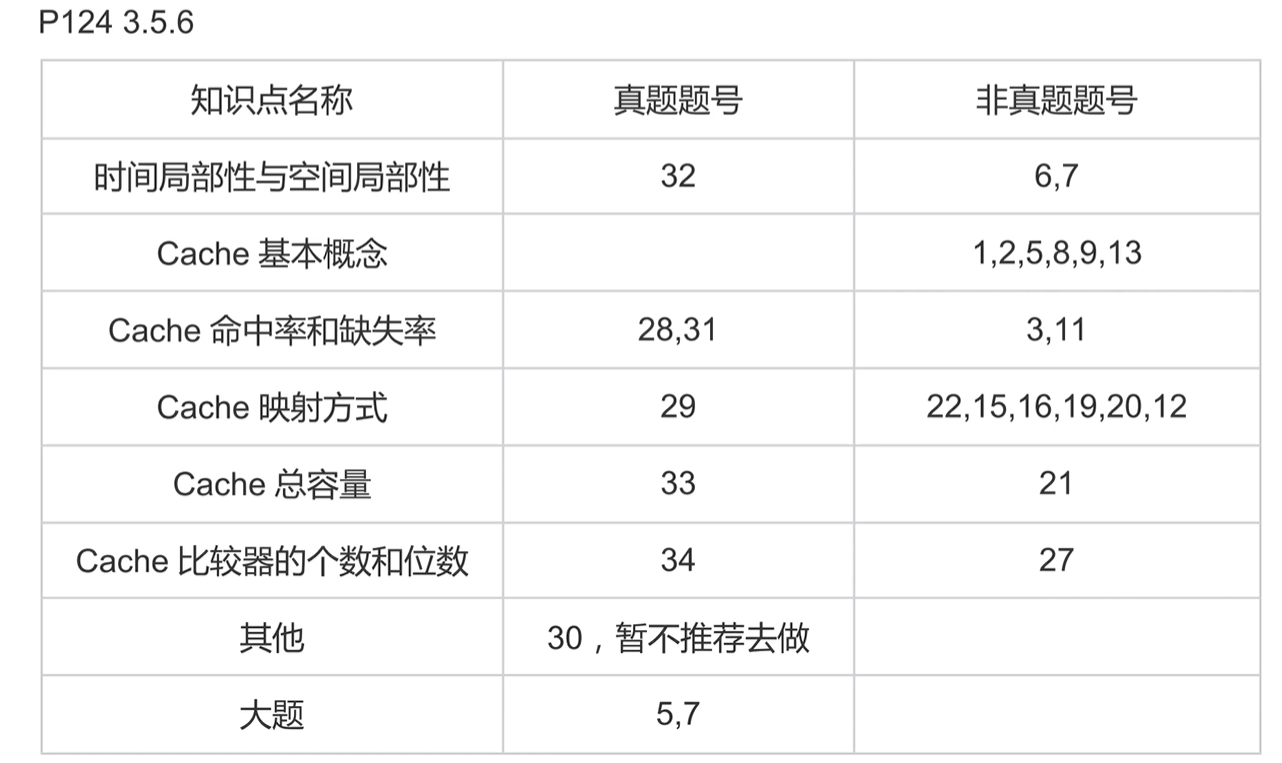 P124 3.5.6
知识点名称 真题题号 非真题题号
时间局部性与空间局部性 32 6,7
Cache 基本概念 1,2,5,8,9,13
Cache 命中率和缺失率 28,31 3,11
Cache 映射方式 29 22,15,16,19,20,12
Cache 总容量 33 21
Cache 比较器的个数和位数 34 27
其他 30，暂不推荐去做
大题 5,7